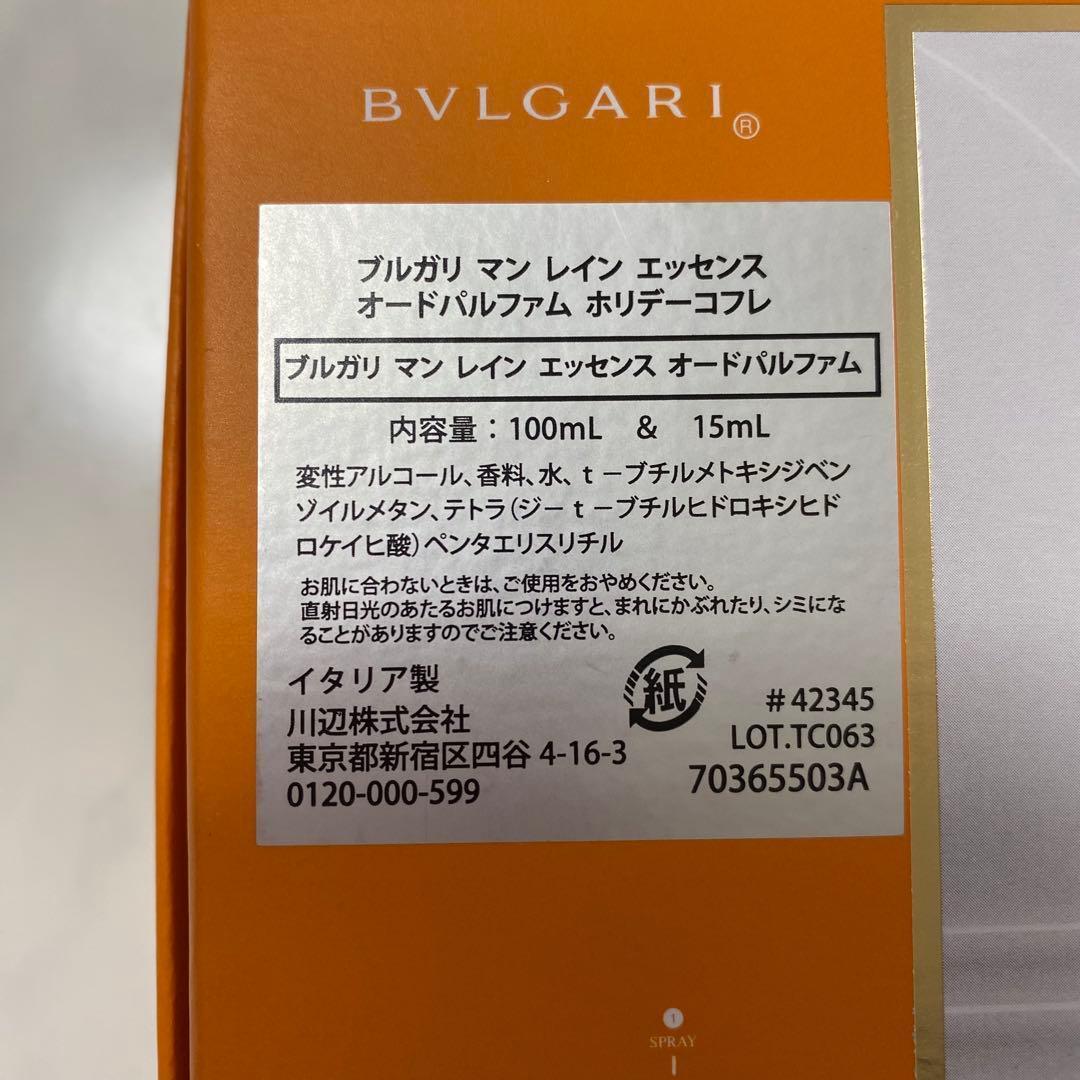 BVLGARI®
ブルガリ マン レイン エッセンス
オードパルファム ホリデーコフレ
ブルガリ マン レイン エッセンス オードパルファム
内容量：100mL & 15mL
変性アルコール、香料、水、ｔ－ブチルメトキシジベン
ゾイルメタン、テトラ（ジ－ｔ－ブチルヒドロキシヒド
ロケイヒ酸）ペンタエリスリチル
お肌に合わないときは、ご使用をおやめください。
直射日光のあたるお肌につけますと、まれにかぶれたり、シミにな
ることがありますのでご注意ください。
イタリア製
川辺株式会社
東京都新宿区四谷 4-16-3
0120-000-599
紙
#42345
LOT.TC063
70365503A
1
SPRAY